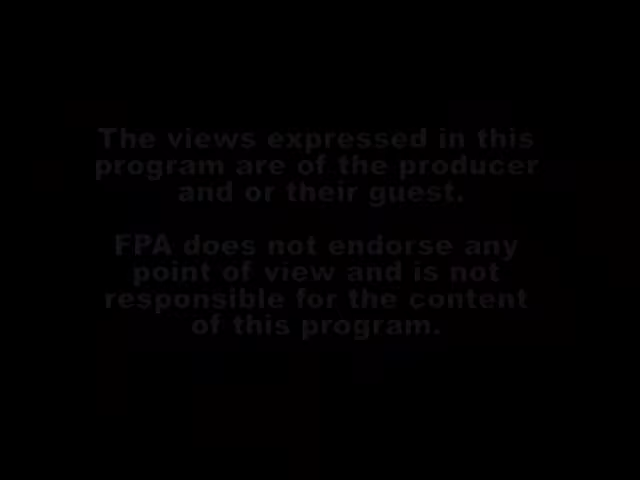 The views expressed in this
program are of the producer
and or their guest.
FPA does not endorse any
point of view and is not
responsible for the content
of this program.